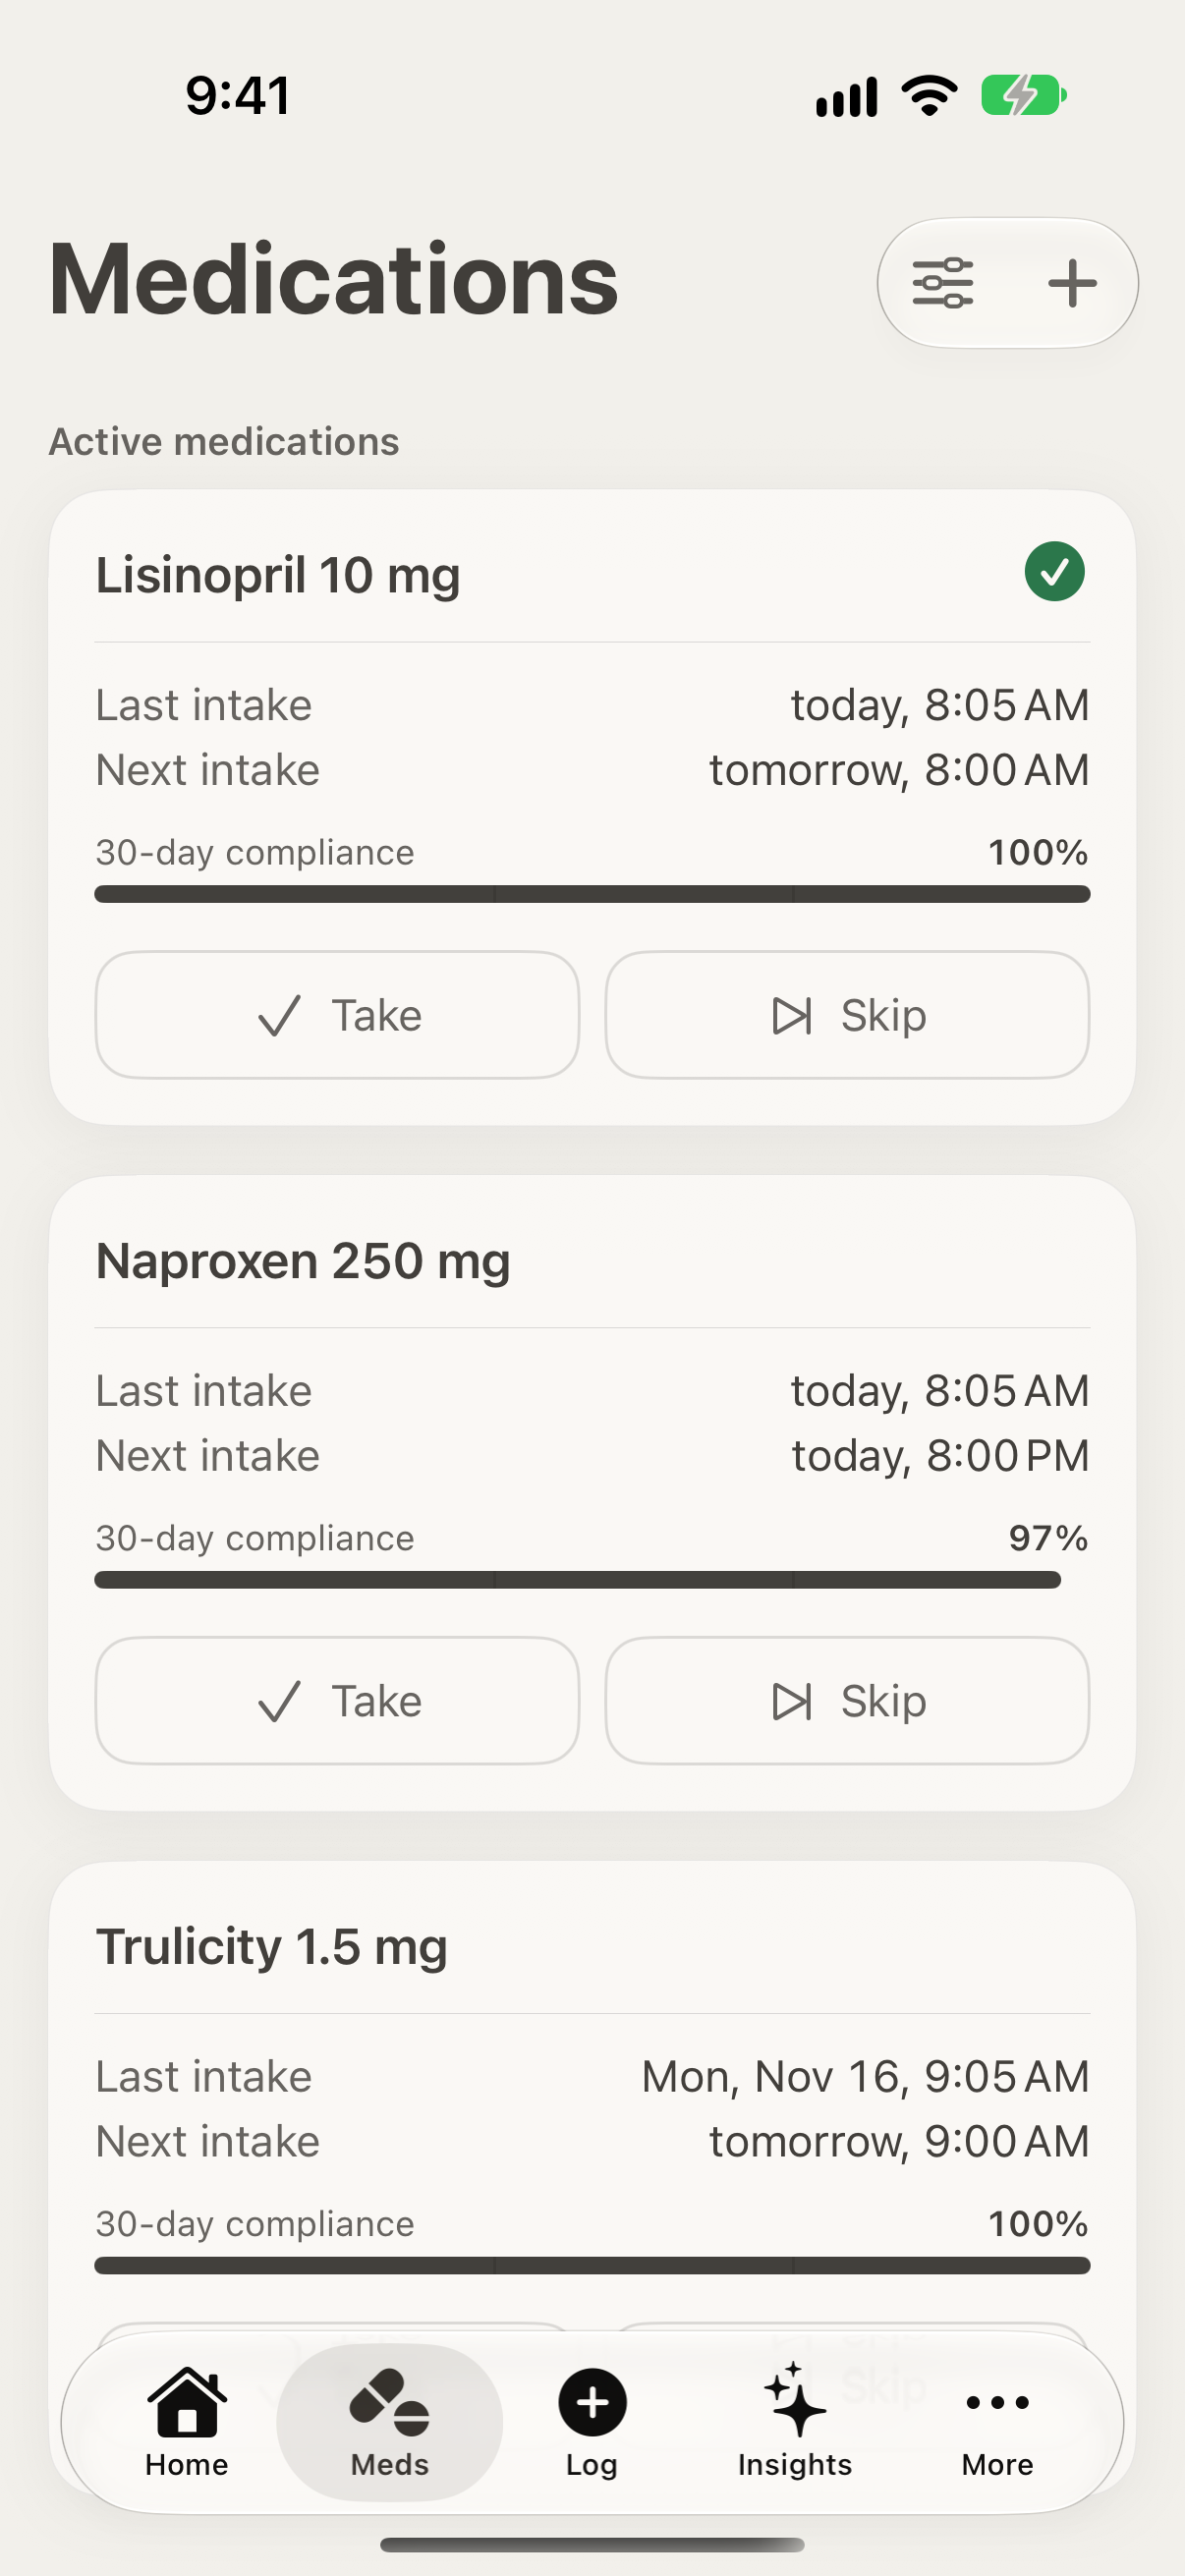 9:41
Medications
Active medications
Lisinopril 10 mg
Last intake today, 8:05 AM
Next intake tomorrow, 8:00 AM
30-day compliance 100%
Take Skip
Naproxen 250 mg
Last intake today, 8:05 AM
Next intake today, 8:00 PM
30-day compliance 97%
Take Skip
Trulicity 1.5 mg
Last intake Mon, Nov 16, 9:05 AM
Next intake tomorrow, 9:00 AM
30-day compliance 100%
Skip
Home Meds Log Insights More